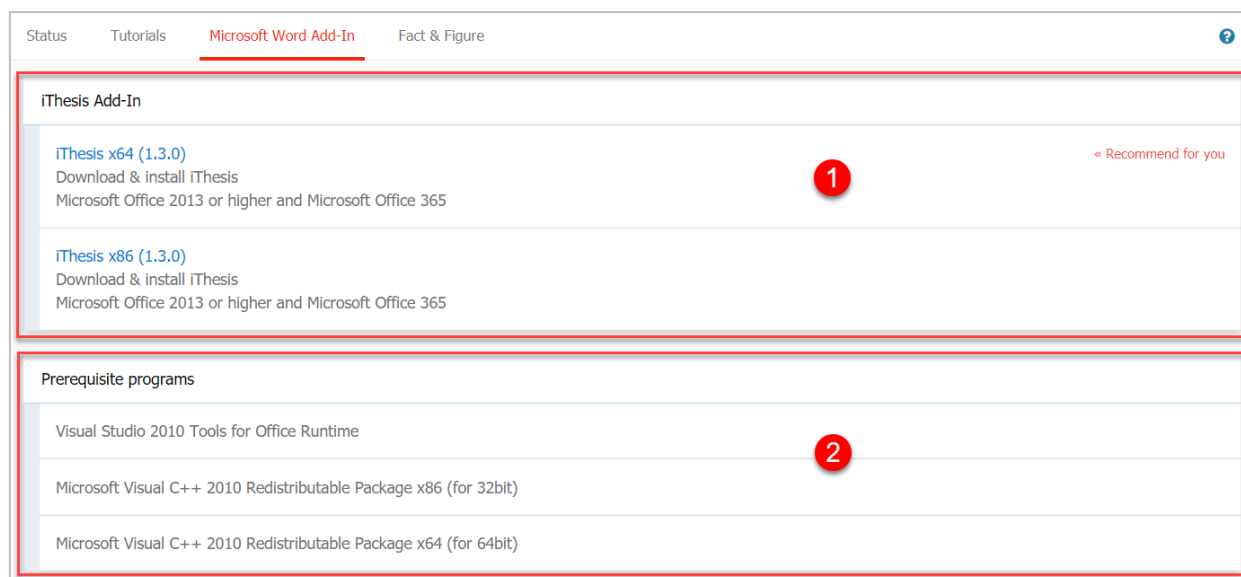 Status Tutorials Microsoft Word Add-In Fact & Figure ?
iThesis Add-In
iThesis x64 (1.3.0) « Recommend for you
Download & install iThesis
Microsoft Office 2013 or higher and Microsoft Office 365
1
iThesis x86 (1.3.0)
Download & install iThesis
Microsoft Office 2013 or higher and Microsoft Office 365
Prerequisite programs
Visual Studio 2010 Tools for Office Runtime
2
Microsoft Visual C++ 2010 Redistributable Package x86 (for 32bit)
Microsoft Visual C++ 2010 Redistributable Package x64 (for 64bit)